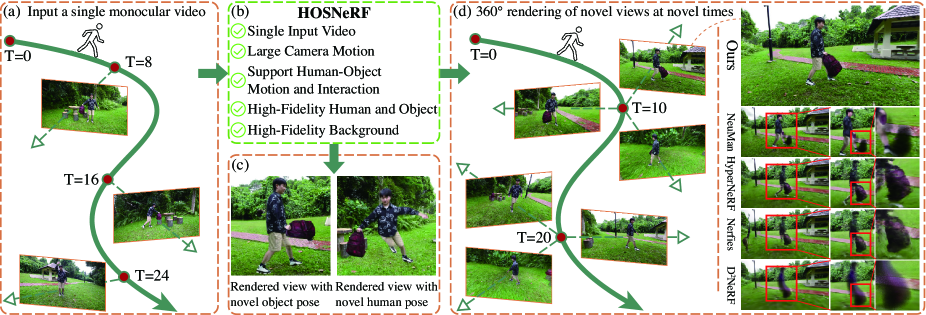 (a) Input a single monocular video
T=0
T=8
T=16
T=24
(b)
HOSNeRF
Single Input Video
Large Camera Motion
Support Human-Object
Motion and Interaction
High-Fidelity Human and Object
High-Fidelity Background
(c)
Rendered view with
novel object pose
Rendered view with
novel human pose
(d) 360° rendering of novel views at novel times
T=0
T=10
T=20
Ours
NeuMan
HyperNeRF
Nerfies
D²NeRF